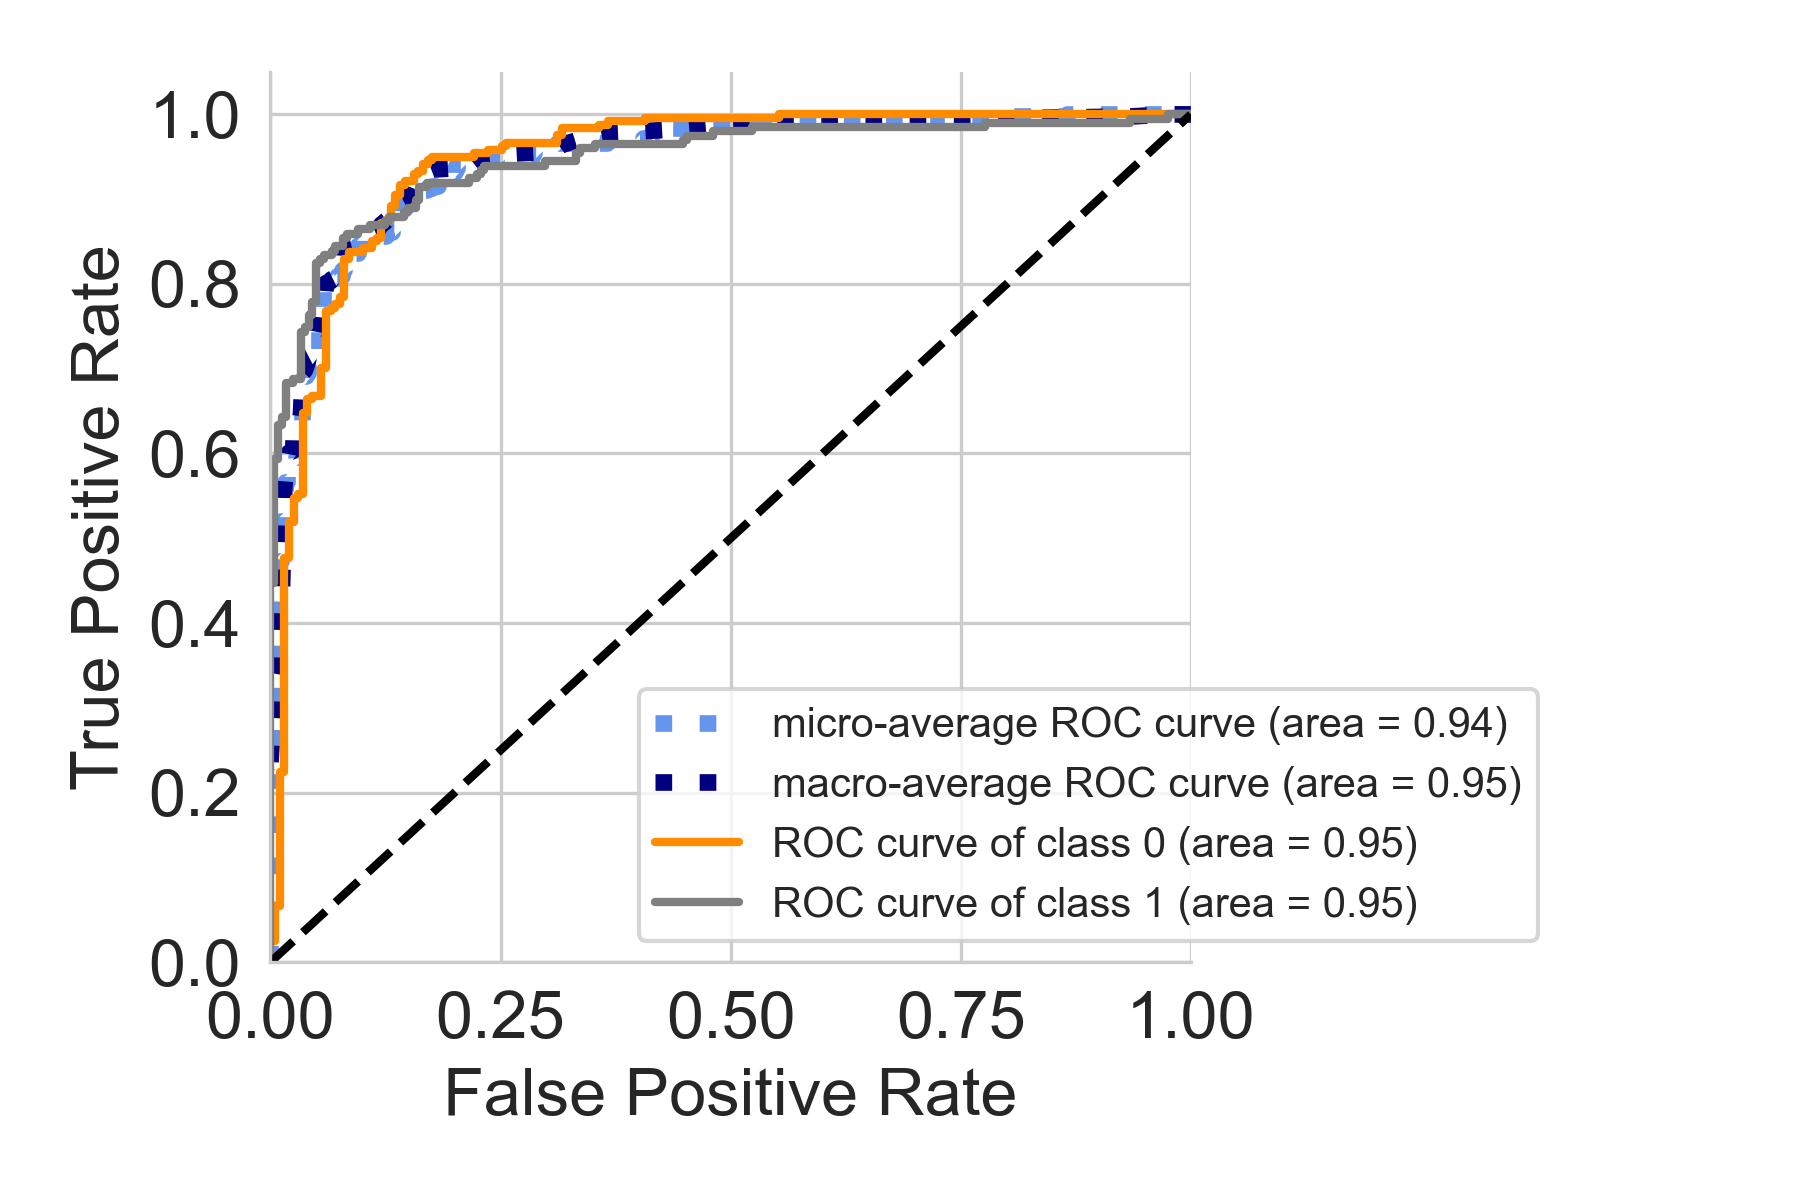 True Positive Rate
1.0
0.8
0.6
0.4
0.2
0.0
micro-average ROC curve (area = 0.94)
macro-average ROC curve (area = 0.95)
ROC curve of class 0 (area = 0.95)
ROC curve of class 1 (area = 0.95)
0.00 0.25 0.50 0.75 1.00
False Positive Rate